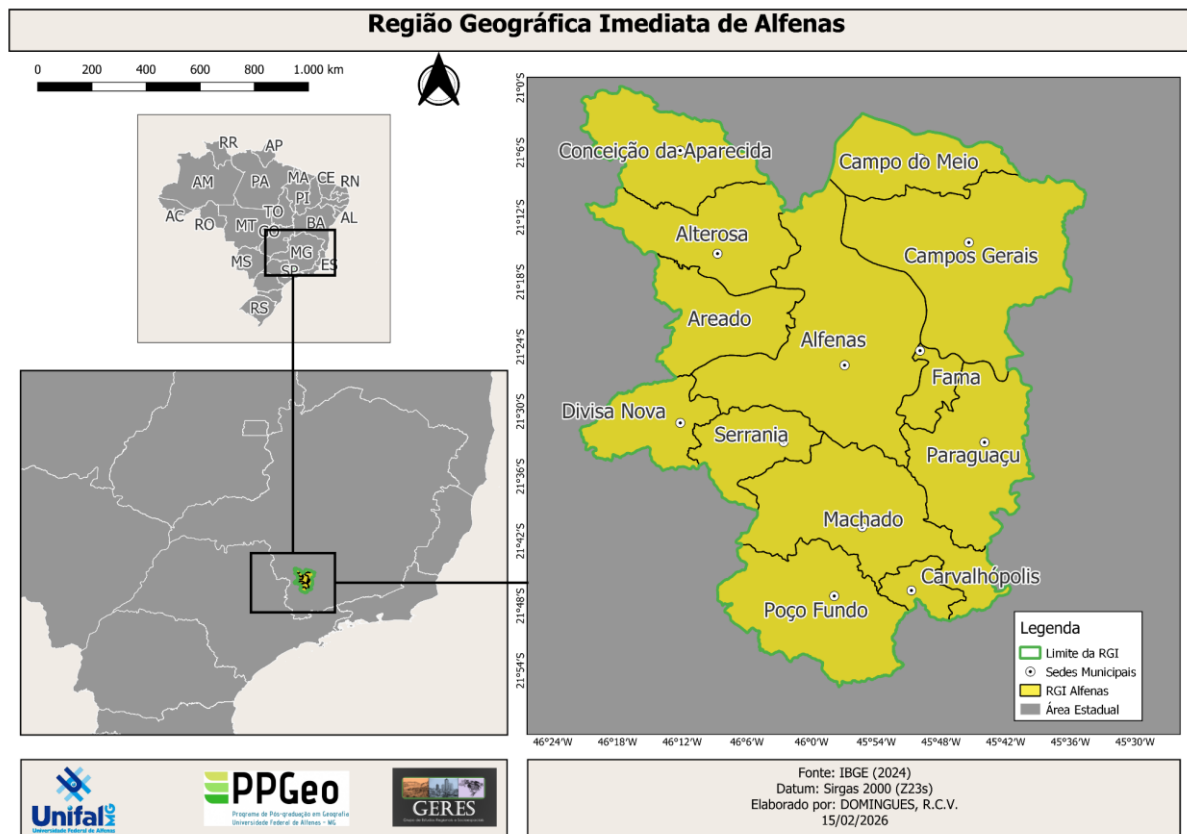 Região Geográfica Imediata de Alfenas
0 200 400 600 800 1.000 km
RR
AP
AM
PA
MA
CE
RN
PI
AC
RO
TO
MT
BA
AL
GO
MG
MS
SP
ES
RS
21°0'S
21°6'S
21°12'S
21°18'S
21°24'S
21°30'S
21°36'S
21°42'S
21°48'S
21°54'S
Conceição da Aparecida
Campo do Meio
Alterosa
Campos Gerais
Areado
Alfenas
Fama
Divisa Nova
Serrania
Paraguaçu
Machado
Carvalhópolis
Poço Fundo
Legenda
Limite da RGI
Sedes Municipais
RGI Alfenas
Área Estadual
46°24'W 46°18'W 46°12'W 46°6'W 46°0'W 45°54'W 45°48'W 45°42'W 45°36'W 45°30'W
Unifal MG
Universidade Federal de Alfenas
PPGeo
Programa de Pós-graduação em Geografia
Universidade Federal de Alfenas - MG
GERES
Fonte: IBGE (2024)
Datum: Sirgas 2000 (Z23s)
Elaborado por: DOMINGUES, R.C.V.
15/02/2026